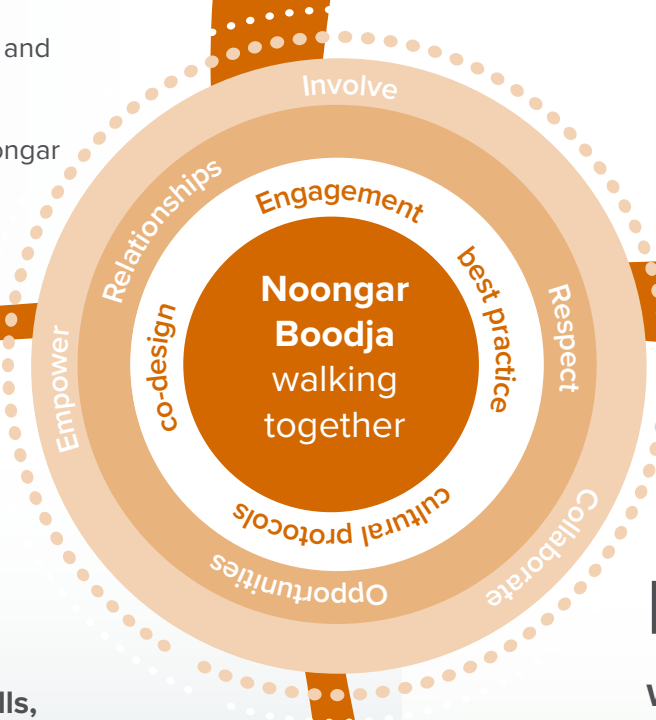 and
ongar
Involve
Relationships
Engagement
best practice
Respect
Noongar
Boodja
walking
together
co-design
Empower
cultural protocols
Opportunities
Collaborate
lls,